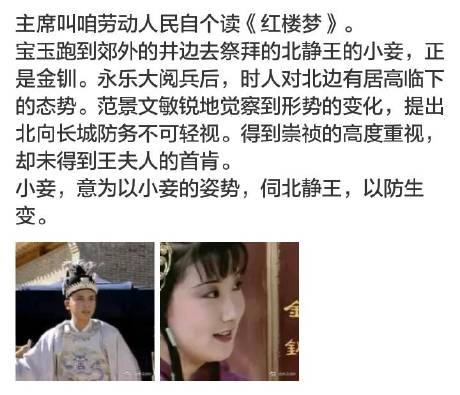 主席叫咱劳动人民自个读《红楼梦》。
宝玉跑到郊外的井边去祭拜的北静王的小妾，正
是金钏。永乐大阅兵后，时人对北边有居高临下
的态势。范景文敏锐地觉察到形势的变化，提出
北向长城防务不可轻视。得到崇祯的高度重视，
却未得到王夫人的首肯。
小妾，意为以小妾的姿势，伺北静王，以防生
变。
金
钏